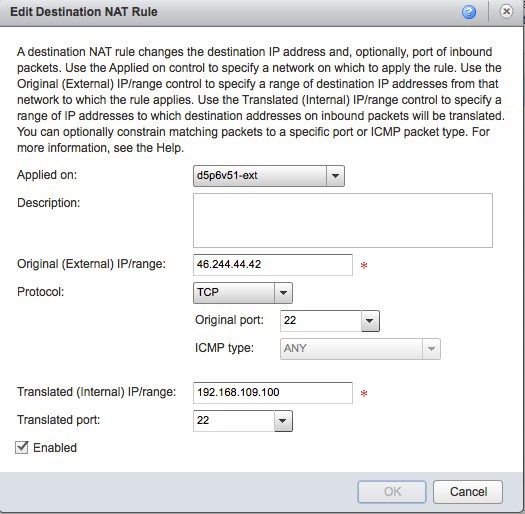 Edit Destination NAT Rule
A destination NAT rule changes the destination IP address and, optionally, port of inbound
packets. Use the Applied on control to specify a network on which to apply the rule. Use the
Original (External) IP/range control to specify a range of destination IP addresses from that
network to which the rule applies. Use the Translated (Internal) IP/range control to specify a
range of IP addresses to which destination addresses on inbound packets will be translated.
You can optionally constrain matching packets to a specific port or ICMP packet type. For
more information, see the Help.
Applied on: d5p6v51-ext
Description:
Original (External) IP/range: 46.244.44.42 *
Protocol: TCP
Original port: 22
ICMP type: ANY
Translated (Internal) IP/range: 192.168.109.100 *
Translated port: 22
Enabled
OK Cancel